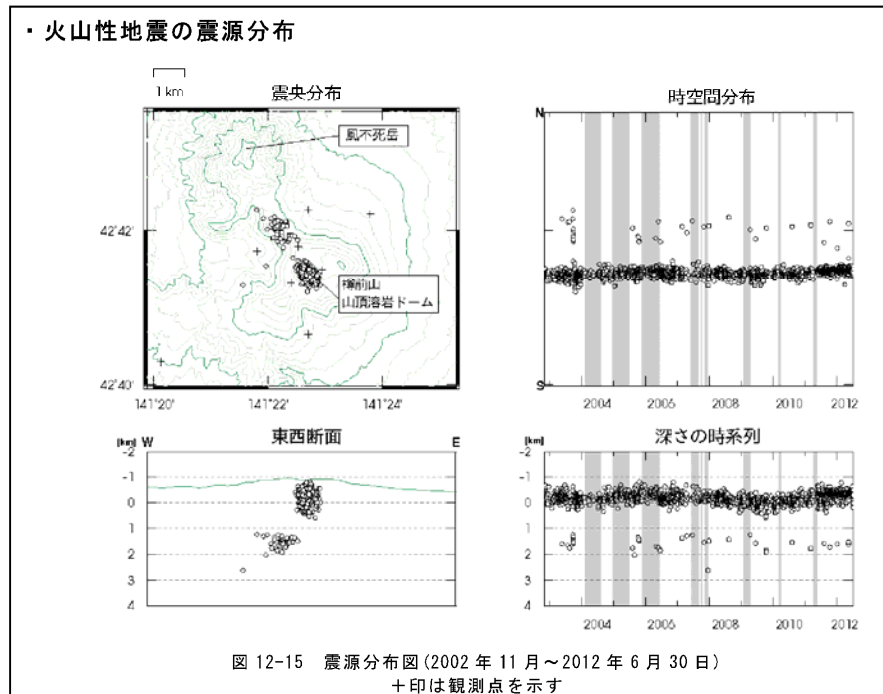 ・火山性地震の震源分布
1 km
震央分布
風不死岳
42°42'
樽前山
山頂溶岩ドーム
42°40'
141°20'
141°22'
141°24'
時空間分布
N
S
2004
2006
2008
2010
2012
東西断面
[km] W
E
-2
-1
0
1
2
3
4
深さの時系列
[km]
-2
-1
0
1
2
3
4
2004
2006
2008
2010
2012
図 12-15 震源分布図(2002 年 11 月～2012 年 6 月 30 日)
＋印は観測点を示す